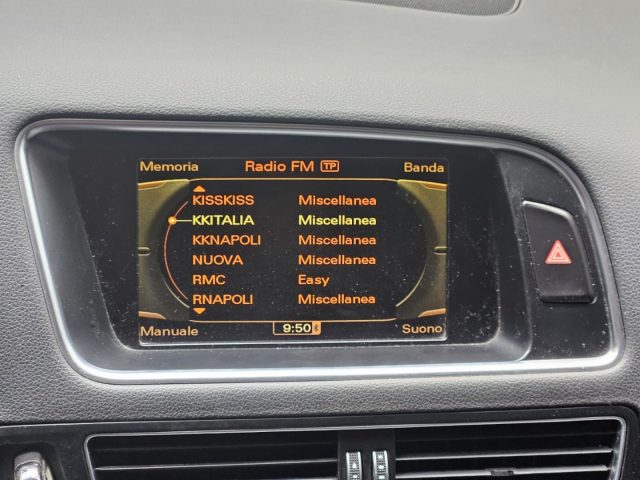 Memoria Radio FM TP Banda
KISSKISS Miscellanea
KKITALIA Miscellanea
KKNAPOLI Miscellanea
NUOVA Miscellanea
RMC Easy
RNAPOLI Miscellanea
Manuale 9:50 Suono